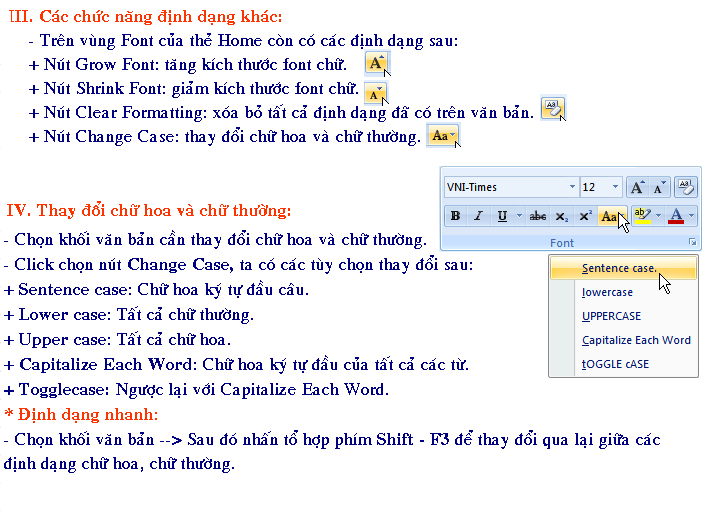 III. Các chức năng định dạng khác:
- Trên vùng Font của thẻ Home còn có các định dạng sau:
+ Nút Grow Font: tăng kích thước font chữ. A
+ Nút Shrink Font: giảm kích thước font chữ. A
+ Nút Clear Formatting: xóa bỏ tất cả định dạng đã có trên văn bản.
+ Nút Change Case: thay đổi chữ hoa và chữ thường. Aa
VNI-Times 12 A A
IV. Thay đổi chữ hoa và chữ thường:
B I U abc x₂ x² Aa ab A
- Chọn khối văn bản cần thay đổi chữ hoa và chữ thường.
Font
- Click chọn nút Change Case, ta có các tùy chọn thay đổi sau:
Sentence case.
+ Sentence case: Chữ hoa ký tự đầu câu.
lowercase
+ Lower case: Tất cả chữ thường.
UPPERCASE
+ Upper case: Tất cả chữ hoa.
Capitalize Each Word
+ Capitalize Each Word: Chữ hoa ký tự đầu của tất cả các từ.
tOGGLE cASE
+ Togglecase: Ngược lại với Capitalize Each Word.
* Định dạng nhanh:
- Chọn khối văn bản --> Sau đó nhấn tổ hợp phím Shift - F3 để thay đổi qua lại giữa các
định dạng chữ hoa, chữ thường.